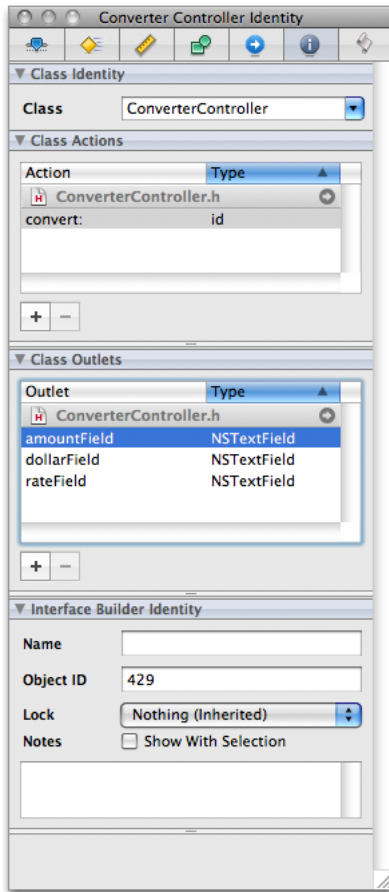 Converter Controller Identity
Class Identity
Class ConverterController
Class Actions
Action Type
ConverterController.h
convert: id
+ −
Class Outlets
Outlet Type
ConverterController.h
amountField NSTextField
dollarField NSTextField
rateField NSTextField
+ −
Interface Builder Identity
Name
Object ID 429
Lock Nothing (Inherited)
Notes Show With Selection